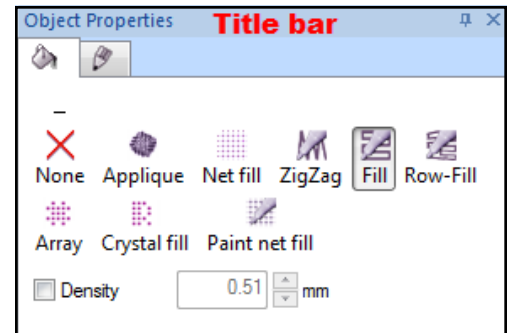 Object Properties Title bar
None Applique Net fill ZigZag Fill Row-Fill
Array Crystal fill Paint net fill
Density 0.51 mm